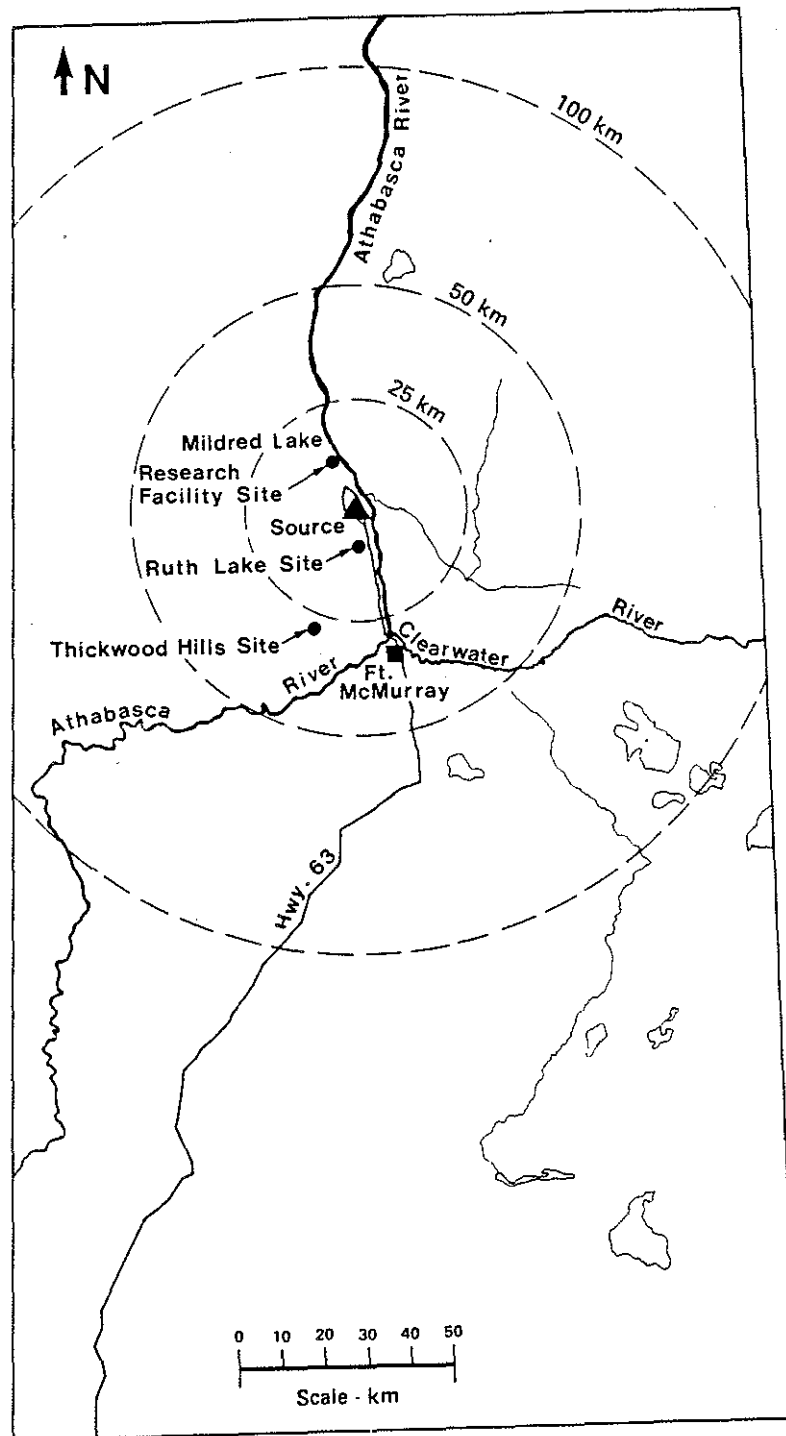 N
100 km
Athabasca River
50 km
25 km
Mildred Lake
Research
Facility Site
Source
Ruth Lake Site
Thickwood Hills Site
Clearwater
River
Ft.
McMurray
River
Athabasca
Hwy. 63
0 10 20 30 40 50
Scale - km